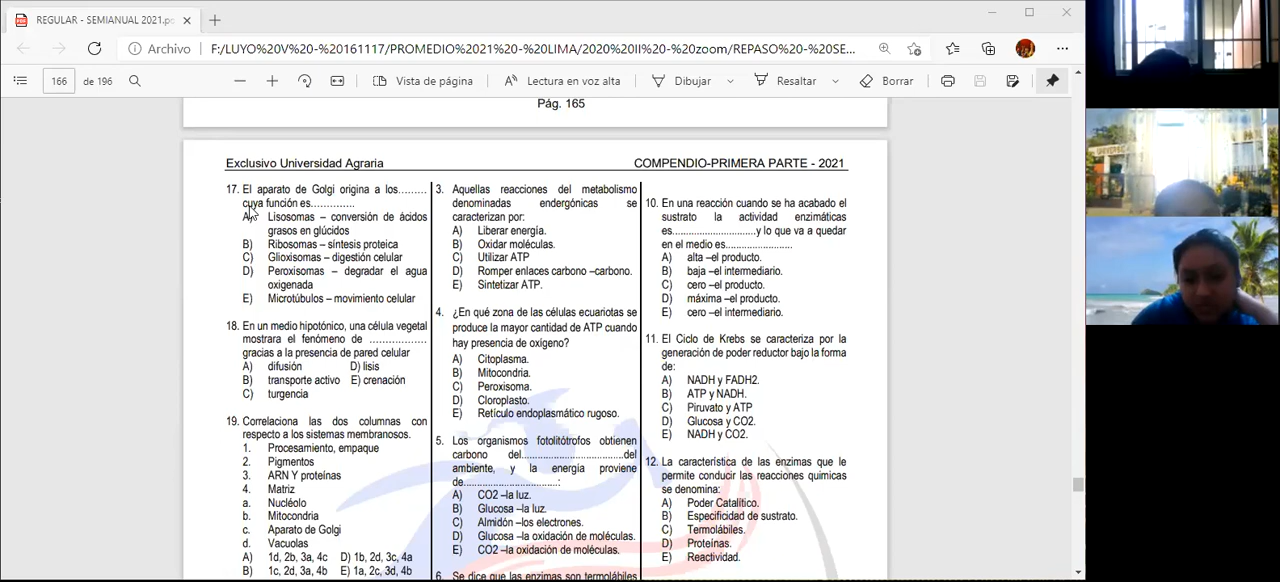 REGULAR - SEMIANUAL 2021.pd
Archivo
F:/LUYO%20V%20-%20161117/PROMEDIO%2021%20-%20LIMA/2020%20II%20-%20zoom/REPASO%20-%20SE...
166 de 196
Vista de página
Lectura en voz alta
Dibujar
Resaltar
Borrar
Pág. 165
Exclusivo Universidad Agraria
COMPENDIO-PRIMERA PARTE - 2021
17. El aparato de Golgi origina a los.........
cuya función es.............
A) Lisosomas – conversión de ácidos
grasos en glúcidos
B) Ribosomas – síntesis proteica
C) Glioxisomas – digestión celular
D) Peroxisomas – degradar el agua
oxigenada
E) Microtúbulos – movimiento celular
18. En un medio hipotónico, una célula vegetal
mostrara el fenómeno de ..................
gracias a la presencia de pared celular
A) difusión D) lisis
B) transporte activo E) crenación
C) turgencia
19. Correlaciona las dos columnas con
respecto a los sistemas membranosos.
1. Procesamiento, empaque
2. Pigmentos
3. ARN Y proteínas
4. Matriz
a. Nucléolo
b. Mitocondria
c. Aparato de Golgi
d. Vacuolas
A) 1d, 2b, 3a, 4c D) 1b, 2d, 3c, 4a
B) 1c, 2d, 3a, 4b E) 1a, 2c, 3d, 4b
3. Aquellas reacciones del metabolismo
denominadas endergónicas se
caracterizan por:
A) Liberar energía.
B) Oxidar moléculas.
C) Utilizar ATP
D) Romper enlaces carbono –carbono.
E) Sintetizar ATP.
4. ¿En qué zona de las células ecuariotas se
produce la mayor cantidad de ATP cuando
hay presencia de oxígeno?
A) Citoplasma.
B) Mitocondria.
C) Peroxisoma.
D) Cloroplasto.
E) Retículo endoplasmático rugoso.
5. Los organismos fotolitótrofos obtienen
carbono del...................................del
ambiente, y la energía proviene
de................................:
A) CO2 –la luz.
B) Glucosa –la luz.
C) Almidón –los electrones.
D) Glucosa –la oxidación de moléculas.
E) CO2 –la oxidación de moléculas.
6. Se dice que las enzimas son termolábiles
10. En una reacción cuando se ha acabado el
sustrato la actividad enzimáticas
es.............................y lo que va a quedar
en el medio es.......................
A) alta –el producto.
B) baja –el intermediario.
C) cero –el producto.
D) máxima –el producto.
E) cero –el intermediario.
11. El Ciclo de Krebs se caracteriza por la
generación de poder reductor bajo la forma
de:
A) NADH y FADH2.
B) ATP y NADH.
C) Piruvato y ATP
D) Glucosa y CO2.
E) NADH y CO2.
12. La característica de las enzimas que le
permite conducir las reacciones quimicas
se denomina:
A) Poder Catalítico.
B) Especificidad de sustrato.
C) Termolábiles.
D) Proteínas.
E) Reactividad.